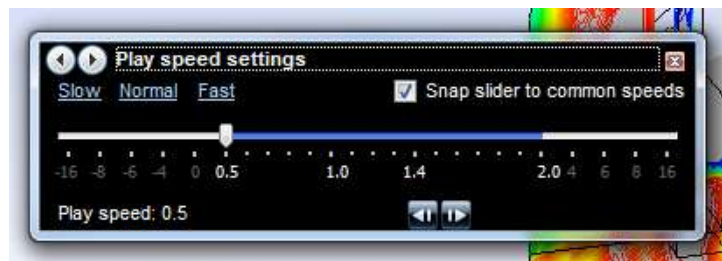 Play speed settings
Slow Normal Fast Snap slider to common speeds
-16 -8 -6 -4 0 0.5 1.0 1.4 2.0 4 6 8 16
Play speed: 0.5